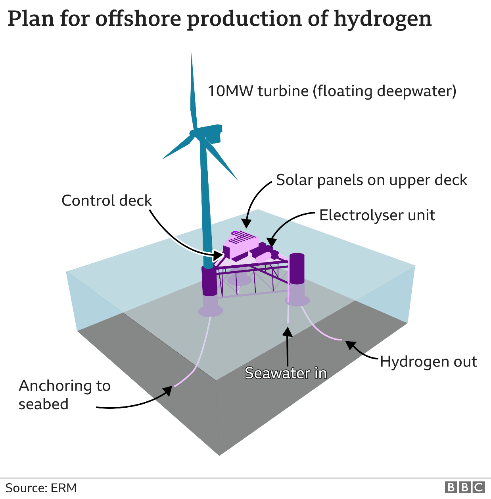 Plan for offshore production of hydrogen
10MW turbine (floating deepwater)
Solar panels on upper deck
Control deck
Electrolyser unit
Hydrogen out
Seawater in
Anchoring to
seabed
Source: ERM
BBC